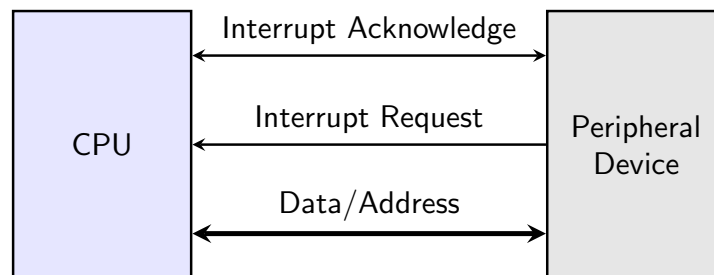 Interrupt Acknowledge
Interrupt Request
CPU
Peripheral
Device
Data/Address